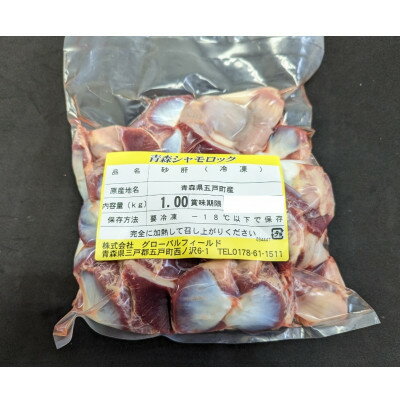 青森シャモロック
品名 砂肝(冷凍)
原産地名 青森県五戸町産
内容量(kg) 1.00 賞味期限
保存方法 要冷凍 -18℃以下で保存
完全に加熱して召し上がりください
株式会社 グローバルフィールド
青森県三戸郡五戸町西ノ沢6-1 TEL0178-61-1511